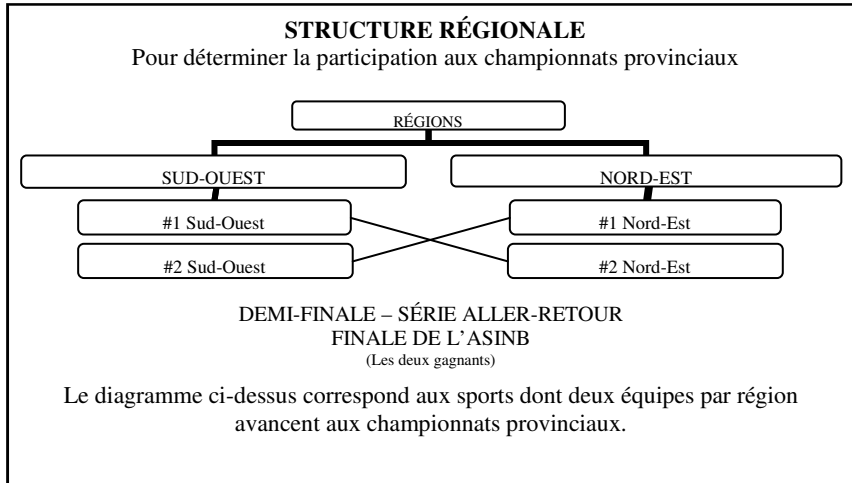 STRUCTURE RÉGIONALE
Pour déterminer la participation aux championnats provinciaux
RÉGIONS
SUD-OUEST
NORD-EST
#1 Sud-Ouest
#1 Nord-Est
#2 Sud-Ouest
#2 Nord-Est
DEMI-FINALE – SÉRIE ALLER-RETOUR
FINALE DE L'ASINB
(Les deux gagnants)
Le diagramme ci-dessus correspond aux sports dont deux équipes par région
avancent aux championnats provinciaux.